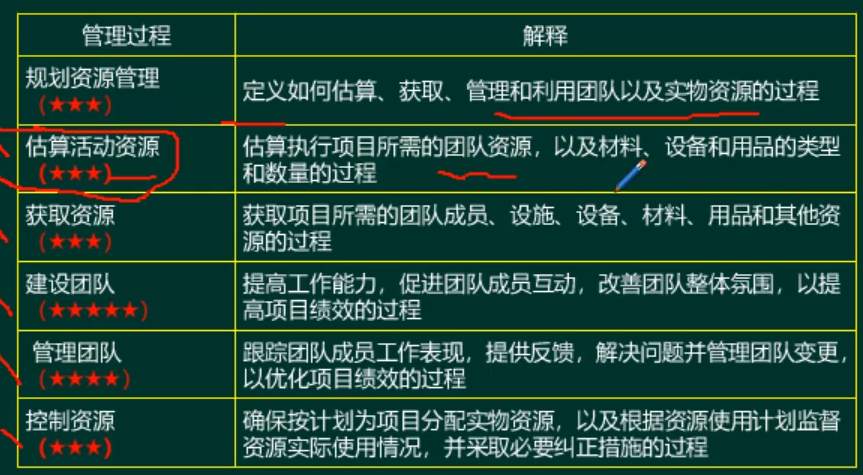 管理过程
解释
规划资源管理
(★★★)
定义如何估算、获取、管理和利用团队以及实物资源的过程
估算活动资源
(★★★)
估算执行项目所需的团队资源，以及材料、设备和用品的类型
和数量的过程
获取资源
(★★★)
获取项目所需的团队成员、设施、设备、材料、用品和其他资
源的过程
建设团队
(★★★★★)
提高工作能力，促进团队成员互动，改善团队整体氛围，以提
高项目绩效的过程
管理团队
(★★★★)
跟踪团队成员工作表现，提供反馈，解决问题并管理团队变更，
以优化项目绩效的过程
控制资源
(★★★)
确保按计划为项目分配实物资源，以及根据资源使用计划监督
资源实际使用情况，并采取必要纠正措施的过程